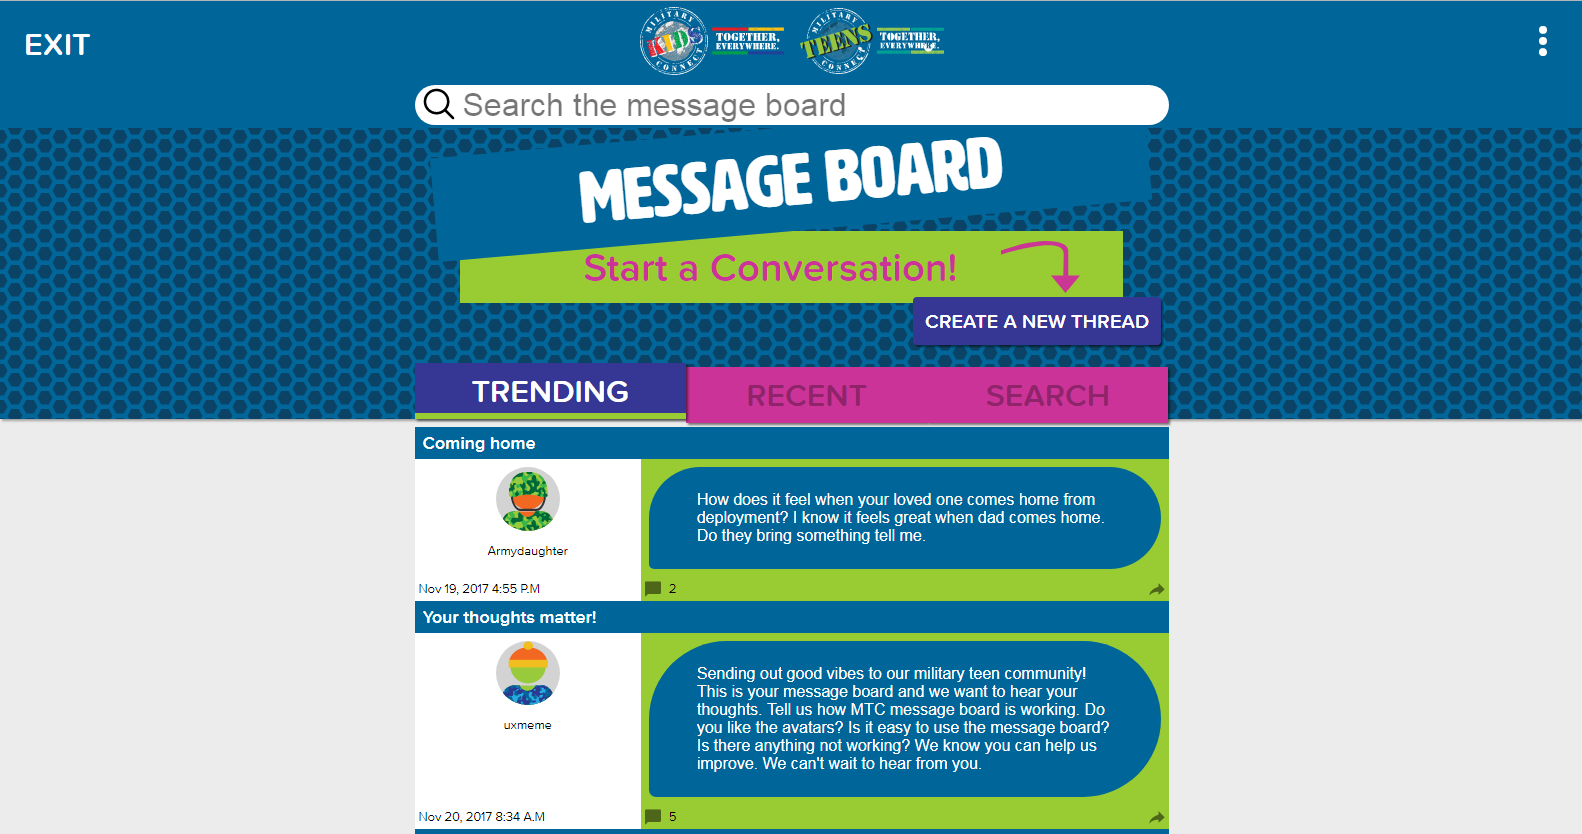 EXIT
MILITARY KIDS CONNECT
TOGETHER,
EVERYWHERE.
MILITARY TEENS CONNECT
TOGETHER,
EVERYWHERE.
Search the message board
MESSAGE BOARD
Start a Conversation!
CREATE A NEW THREAD
TRENDING RECENT SEARCH
Coming home
How does it feel when your loved one comes home from
deployment? I know it feels great when dad comes home.
Do they bring something tell me.
Armydaughter
Nov 19, 2017 4:55 P.M 2
Your thoughts matter!
Sending out good vibes to our military teen community!
This is your message board and we want to hear your
thoughts. Tell us how MTC message board is working. Do
you like the avatars? Is it easy to use the message board?
Is there anything not working? We know you can help us
improve. We can't wait to hear from you.
uxmeme
Nov 20, 2017 8:34 A.M 5